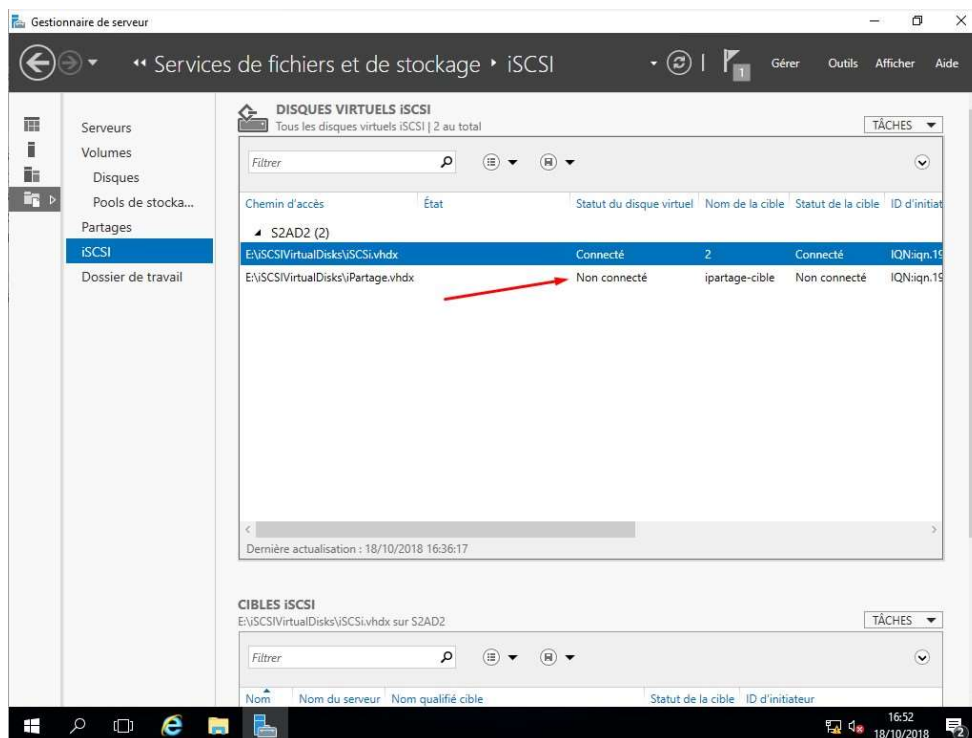 Gestionnaire de serveur
Services de fichiers et de stockage ‣ iSCSI
1
Gérer Outils Afficher Aide
Serveurs
Volumes
Disques
Pools de stocka...
Partages
iSCSI
Dossier de travail
DISQUES VIRTUELS iSCSI
Tous les disques virtuels iSCSI | 2 au total
TÂCHES
Filtrer
Chemin d'accès État Statut du disque virtuel Nom de la cible Statut de la cible ID d'initiat
S2AD2 (2)
E:\iSCSIVirtualDisks\iSCSi.vhdx Connecté 2 Connecté IQN:iqn.19
E:\iSCSIVirtualDisks\iPartage.vhdx Non connecté ipartage-cible Non connecté IQN:iqn.19
Dernière actualisation : 18/10/2018 16:36:17
CIBLES iSCSI
E:\iSCSIVirtualDisks\iSCSi.vhdx sur S2AD2
TÂCHES
Filtrer
Nom Nom du serveur Nom qualifié cible Statut de la cible ID d'initiateur
16:52
18/10/2018
2